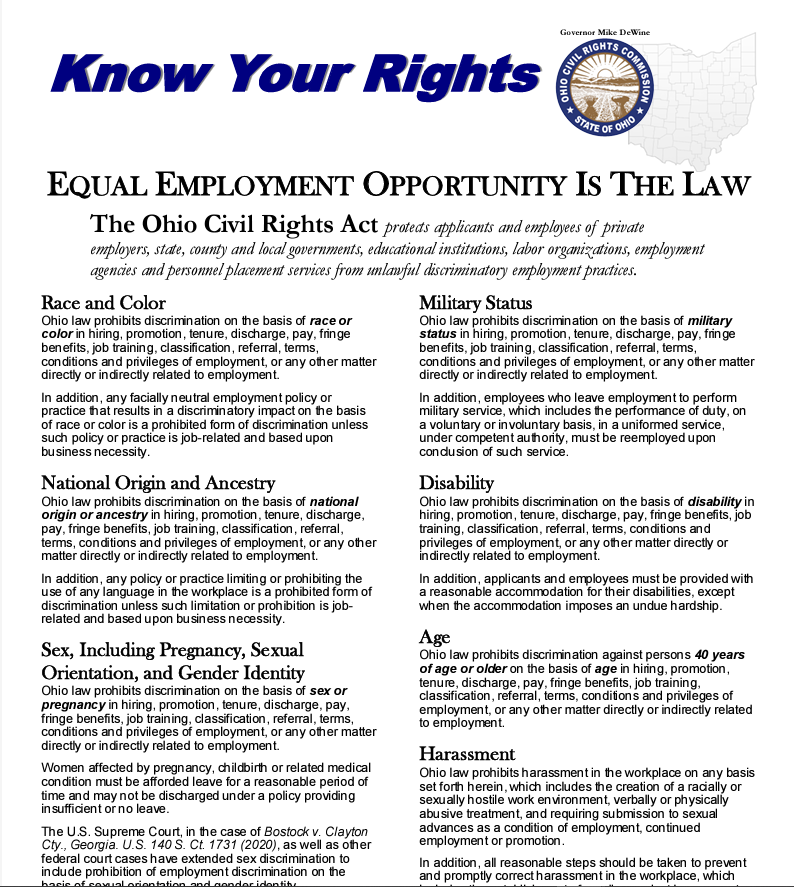 Governor Mike DeWine
Know Your Rights
OHIO CIVIL RIGHTS COMMISSION
STATE OF OHIO
EQUAL EMPLOYMENT OPPORTUNITY IS THE LAW
The Ohio Civil Rights Act protects applicants and employees of private
employers, state, county and local governments, educational institutions, labor organizations, employment
agencies and personnel placement services from unlawful discriminatory employment practices.
Race and Color
Ohio law prohibits discrimination on the basis of race or
color in hiring, promotion, tenure, discharge, pay, fringe
benefits, job training, classification, referral, terms,
conditions and privileges of employment, or any other matter
directly or indirectly related to employment.
In addition, any facially neutral employment policy or
practice that results in a discriminatory impact on the basis
of race or color is a prohibited form of discrimination unless
such policy or practice is job-related and based upon
business necessity.
National Origin and Ancestry
Ohio law prohibits discrimination on the basis of national
origin or ancestry in hiring, promotion, tenure, discharge,
pay, fringe benefits, job training, classification, referral,
terms, conditions and privileges of employment, or any other
matter directly or indirectly related to employment.
In addition, any policy or practice limiting or prohibiting the
use of any language in the workplace is a prohibited form of
discrimination unless such limitation or prohibition is job-
related and based upon business necessity.
Sex, Including Pregnancy, Sexual
Orientation, and Gender Identity
Ohio law prohibits discrimination on the basis of sex or
pregnancy in hiring, promotion, tenure, discharge, pay,
fringe benefits, job training, classification, referral, terms,
conditions and privileges of employment, or any other matter
directly or indirectly related to employment.
Women affected by pregnancy, childbirth or related medical
condition must be afforded leave for a reasonable period of
time and may not be discharged under a policy providing
insufficient or no leave.
The U.S. Supreme Court, in the case of Bostock v. Clayton
Cty., Georgia. U.S. 140 S. Ct. 1731 (2020), as well as other
federal court cases have extended sex discrimination to
include prohibition of employment discrimination on the
basis of sexual orientation and gender identity.
Military Status
Ohio law prohibits discrimination on the basis of military
status in hiring, promotion, tenure, discharge, pay, fringe
benefits, job training, classification, referral, terms,
conditions and privileges of employment, or any other matter
directly or indirectly related to employment.
In addition, employees who leave employment to perform
military service, which includes the performance of duty, on
a voluntary or involuntary basis, in a uniformed service,
under competent authority, must be reemployed upon
conclusion of such service.
Disability
Ohio law prohibits discrimination on the basis of disability in
hiring, promotion, tenure, discharge, pay, fringe benefits, job
training, classification, referral, terms, conditions and
privileges of employment, or any other matter directly or
indirectly related to employment.
In addition, applicants and employees must be provided with
a reasonable accommodation for their disabilities, except
when the accommodation imposes an undue hardship.
Age
Ohio law prohibits discrimination against persons 40 years
of age or older on the basis of age in hiring, promotion,
tenure, discharge, pay, fringe benefits, job training,
classification, referral, terms, conditions and privileges of
employment, or any other matter directly or indirectly related
to employment.
Harassment
Ohio law prohibits harassment in the workplace on any basis
set forth herein, which includes the creation of a racially or
sexually hostile work environment, verbally or physically
abusive treatment, and requiring submission to sexual
advances as a condition of employment, continued
employment or promotion.
In addition, all reasonable steps should be taken to prevent
and promptly correct harassment in the workplace, which